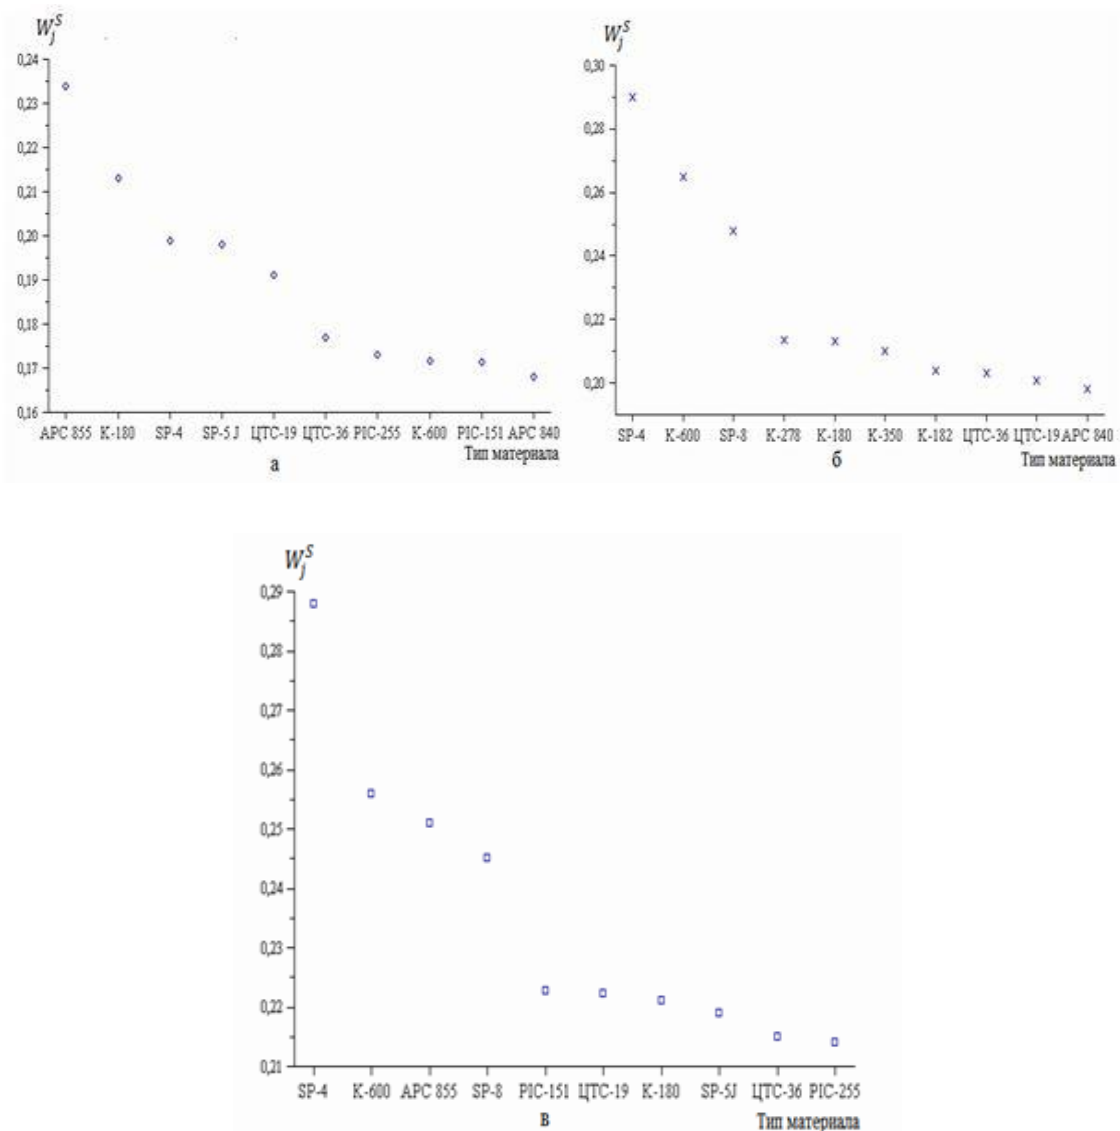 W_j^S
0,24
0,23
0,22
0,21
0,20
0,19
0,18
0,17
0,16
APC 855 K-180 SP-4 SP-5 J ЦТС-19 ЦТС-36 PIC-255 K-600 PIC-151 APC 840
Тип материала
а
W_j^S
0,30
0,28
0,26
0,24
0,22
0,20
SP-4 K-600 SP-8 K-278 K-180 K-350 K-182 ЦТС-36 ЦТС-19 APC 840
Тип материала
б
W_j^S
0,29
0,28
0,27
0,26
0,25
0,24
0,23
0,22
0,21
SP-4 K-600 APC 855 SP-8 PIC-151 ЦТС-19 K-180 SP-5J ЦТС-36 PIC-255
Тип материала
в